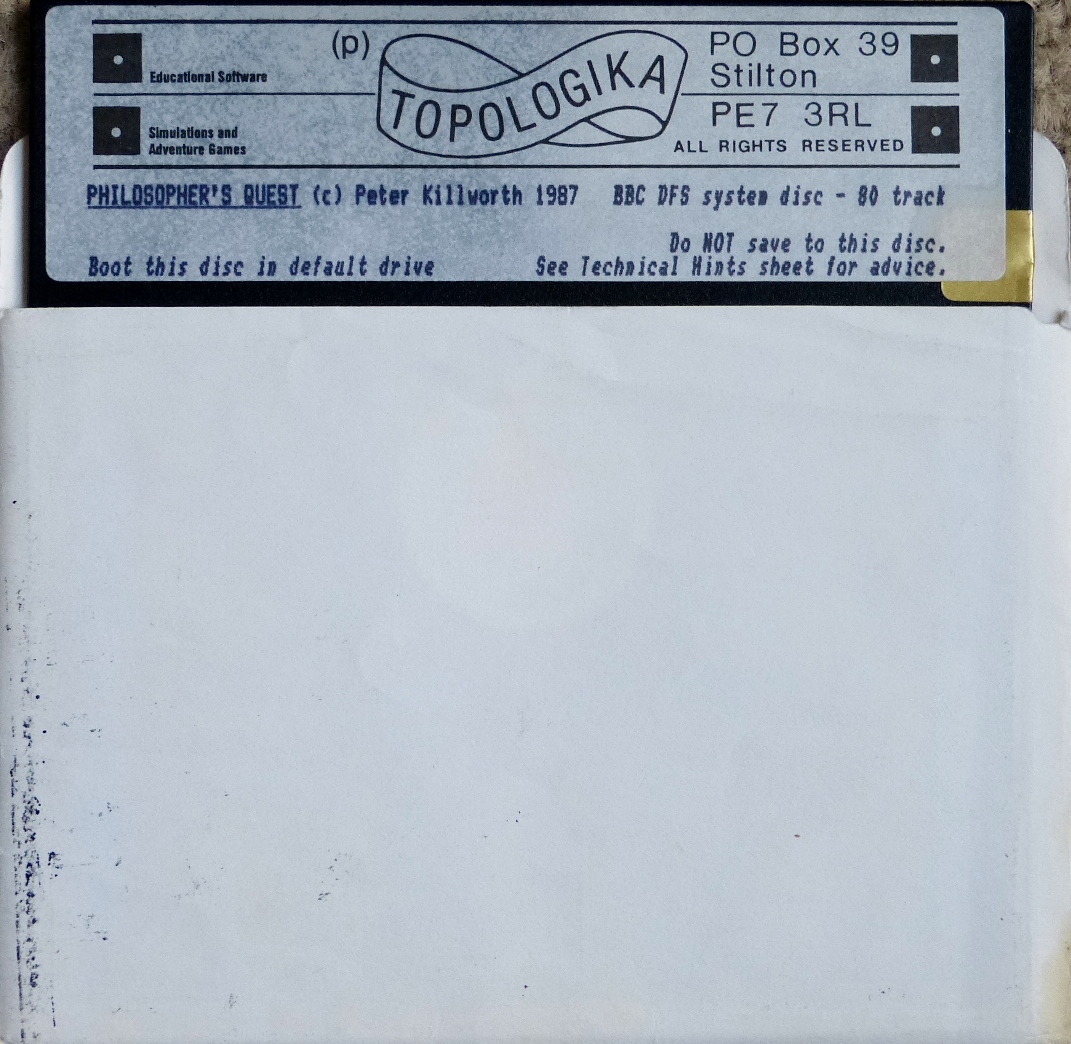 Educational Software
Simulations and
Adventure Games
(p)
TOPOLOGIKA
PO Box 39
Stilton
PE7 3RL
ALL RIGHTS RESERVED
PHILOSOPHER'S QUEST (c) Peter Killworth 1987 BBC DFS system disc - 80 track
Do NOT save to this disc.
Boot this disc in default drive See Technical Hints sheet for advice.